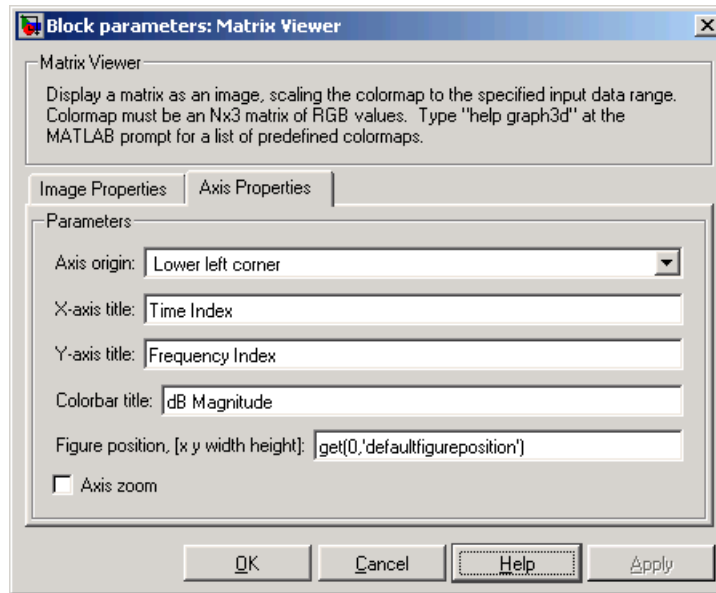 Block parameters: Matrix Viewer
Matrix Viewer
Display a matrix as an image, scaling the colormap to the specified input data range.
Colormap must be an Nx3 matrix of RGB values. Type "help graph3d" at the
MATLAB prompt for a list of predefined colormaps.
Image Properties Axis Properties
Parameters
Axis origin: Lower left corner
X-axis title: Time Index
Y-axis title: Frequency Index
Colorbar title: dB Magnitude
Figure position, [x y width height]: get(0,'defaultfigureposition')
Axis zoom
OK Cancel Help Apply